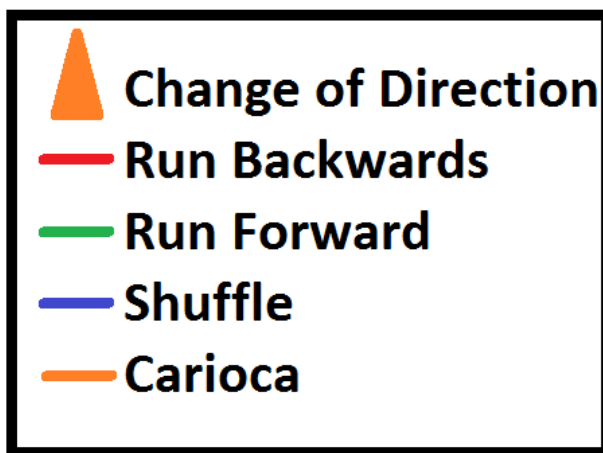 Change of Direction
Run Backwards
Run Forward
Shuffle
Carioca